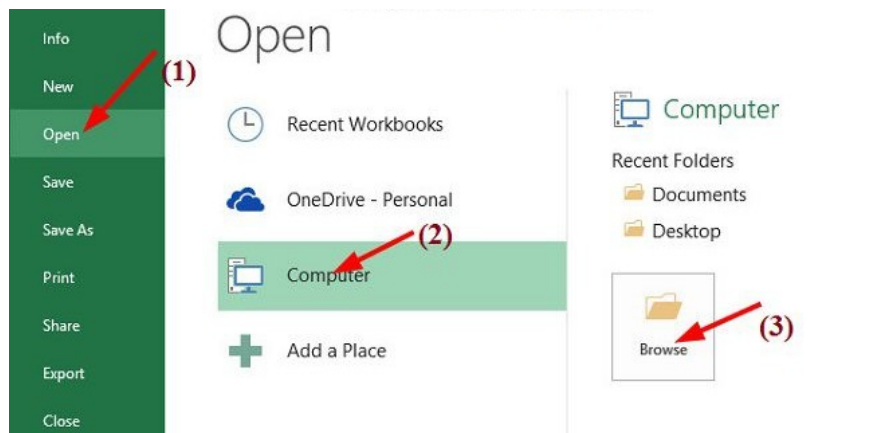 Info
New
Open
Save
Save As
Print
Share
Export
Close
(1)
Open
Recent Workbooks
OneDrive - Personal
(2)
Computer
Add a Place
Computer
Recent Folders
Documents
Desktop
Browse
(3)